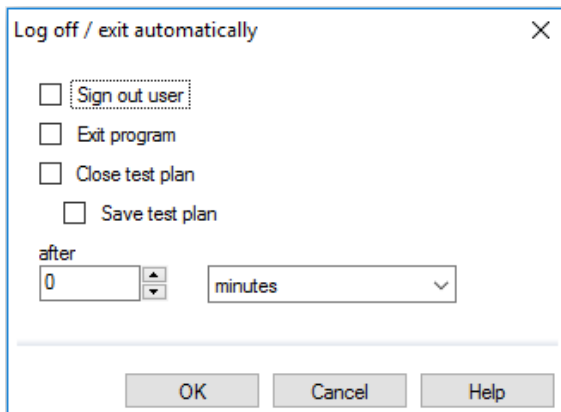 Log off / exit automatically
Sign out user
Exit program
Close test plan
Save test plan
after
0 minutes
OK Cancel Help